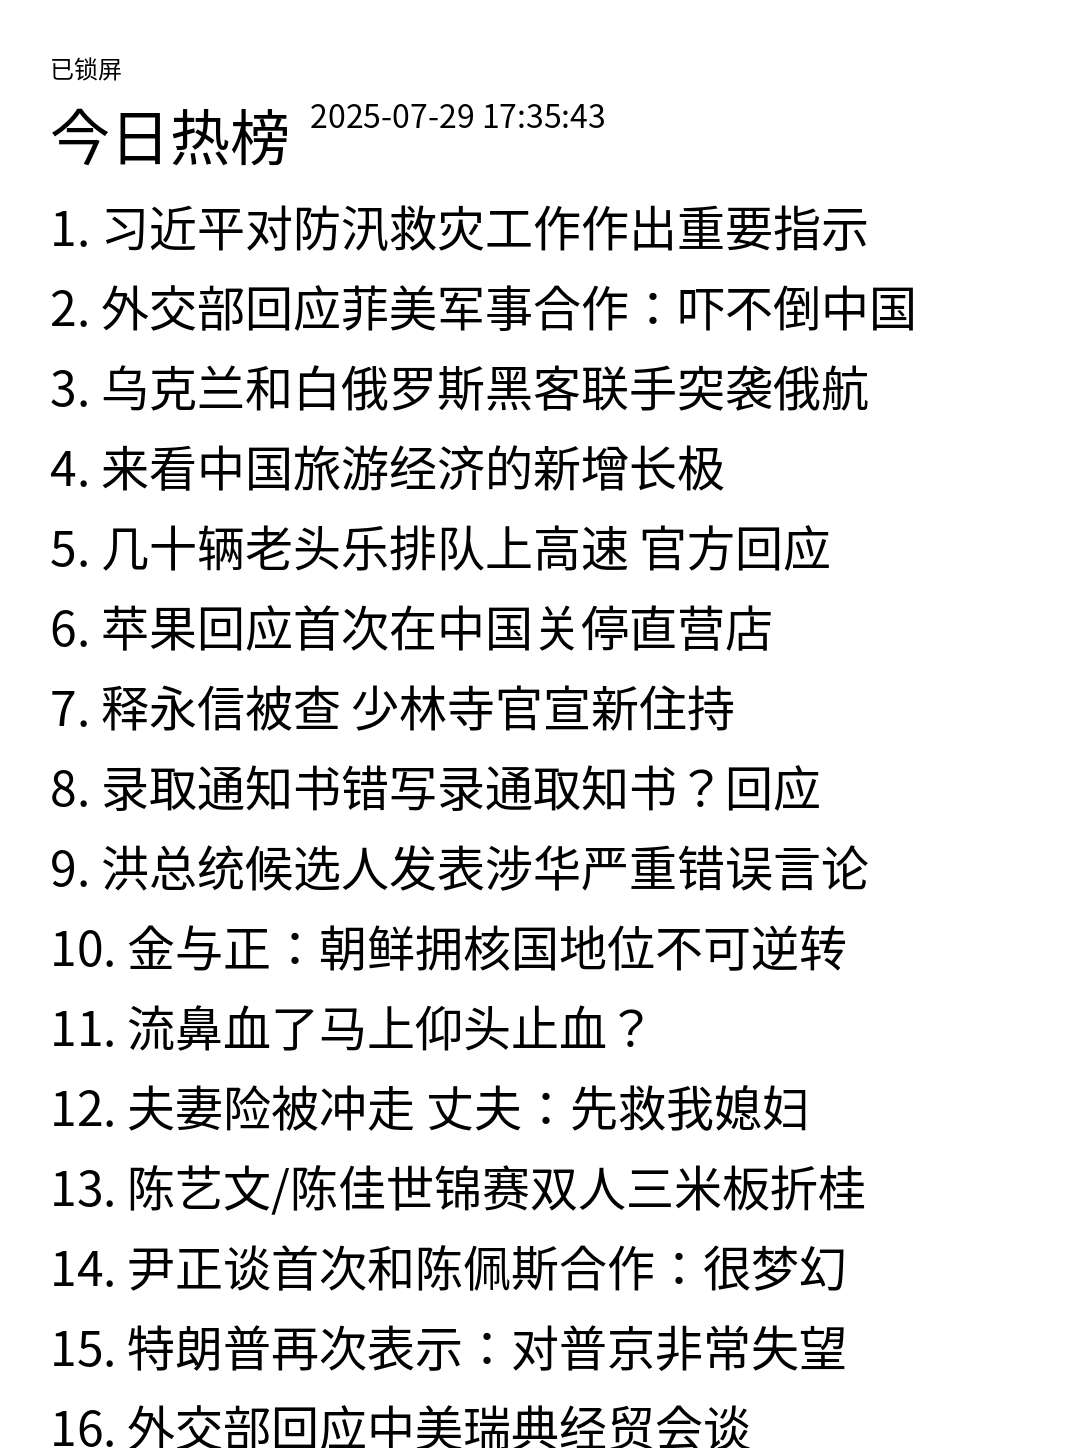 已锁屏
今日热榜 2025-07-29 17:35:43
1. 习近平对防汛救灾工作作出重要指示
2. 外交部回应菲美军事合作：吓不倒中国
3. 乌克兰和白俄罗斯黑客联手突袭俄航
4. 来看中国旅游经济的新增长极
5. 几十辆老头乐排队上高速 官方回应
6. 苹果回应首次在中国关停直营店
7. 释永信被查 少林寺官宣新住持
8. 录取通知书错写录通取知书？回应
9. 洪总统候选人发表涉华严重错误言论
10. 金与正：朝鲜拥核国地位不可逆转
11. 流鼻血了马上仰头止血？
12. 夫妻险被冲走 丈夫：先救我媳妇
13. 陈艺文/陈佳世锦赛双人三米板折桂
14. 尹正谈首次和陈佩斯合作：很梦幻
15. 特朗普再次表示：对普京非常失望
16. 外交部回应中美瑞典经贸会谈